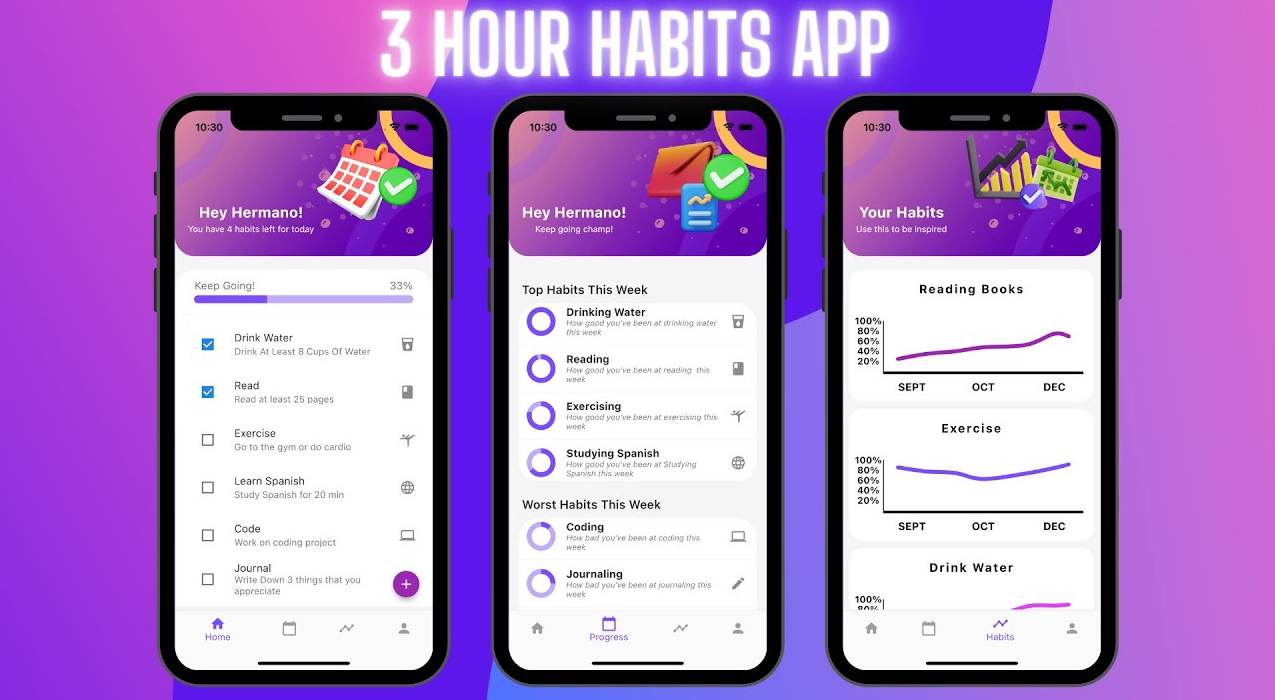 3 HOUR HABITS APP
10:30
Hey Hermano!
You have 4 habits left for today
Keep Going! 33%
Drink Water
Drink At Least 8 Cups Of Water
Read
Read at least 25 pages
Exercise
Go to the gym or do cardio
Learn Spanish
Study Spanish for 20 min
Code
Work on coding project
Journal
Write Down 3 things that you
appreciate
+
Home
10:30
Hey Hermano!
Keep going champ!
Top Habits This Week
Drinking Water
How good you've been at drinking water
this week
Reading
How good you've been at reading this
week
Exercising
How good you've been at exercising this
week
Studying Spanish
How good you've been at Studying
Spanish this week
Worst Habits This Week
Coding
How bad you've been at coding this
week
Journaling
How bad you've been at journaling this
week
Progress
10:30
Your Habits
Use this to be inspired
Reading Books
100%
80%
60%
40%
20%
SEPT OCT DEC
Exercise
100%
80%
60%
40%
20%
SEPT OCT DEC
Drink Water
100%
80%
Habits